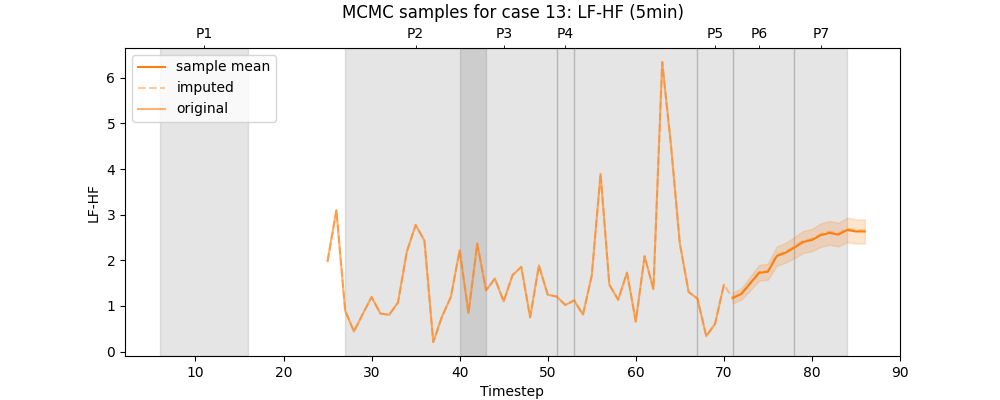 MCMC samples for case 13: LF-HF (5min)
P1 P2 P3 P4 P5 P6 P7
sample mean
imputed
original
LF-HF
6
5
4
3
2
1
0
10 20 30 40 50 60 70 80 90
Timestep